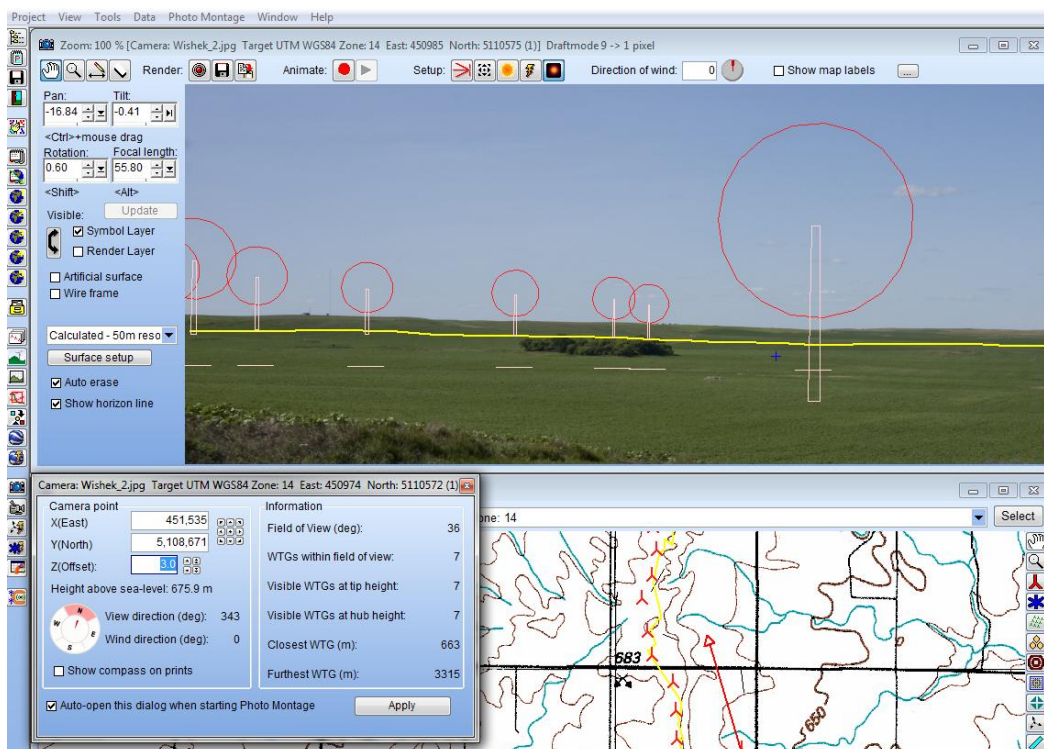 Project View Tools Data Photo Montage Window Help
Zoom: 100 % [Camera: Wishek_2.jpg Target UTM WGS84 Zone: 14 East: 450985 North: 5110575 (1)] Draftmode 9 -> 1 pixel
Render: Animate: Setup: Direction of wind: 0 Show map labels ...
Pan: Tilt:
-16.84 -0.41
<Ctrl>+mouse drag
Rotation: Focal length:
0.60 55.80
<Shift> <Alt>
Visible: Update
Symbol Layer
Render Layer
Artificial surface
Wire frame
Calculated - 50m reso
Surface setup
Auto erase
Show horizon line
Camera: Wishek_2.jpg Target UTM WGS84 Zone: 14 East: 450974 North: 5110572 (1)
Camera point
X(East) 451,535
Y(North) 5,108,671
Z(Offset): 3.0
Height above sea-level: 675.9 m
N
W E
S
View direction (deg): 343
Wind direction (deg): 0
Show compass on prints
Information
Field of View (deg): 36
WTGs within field of view: 7
Visible WTGs at tip height: 7
Visible WTGs at hub height: 7
Closest WTG (m): 663
Furthest WTG (m): 3315
Auto-open this dialog when starting Photo Montage Apply
one: 14 Select
683
650